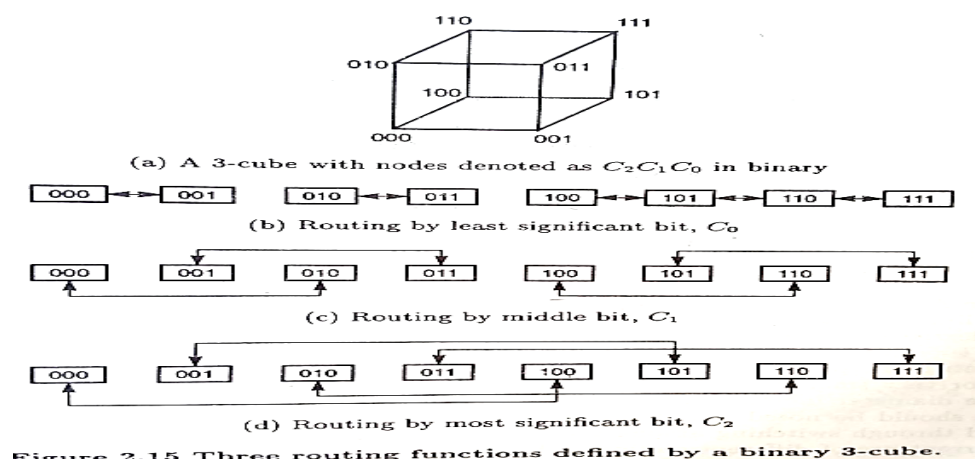 110 111
010 011
100 101
000 001
(a) A 3-cube with nodes denoted as C₂C₁C₀ in binary
000 001 010 011 100 101 110 111
(b) Routing by least significant bit, C₀
000 001 010 011 100 101 110 111
(c) Routing by middle bit, C₁
000 001 010 011 100 101 110 111
(d) Routing by most significant bit, C₂
Figure 2.15 Three routing functions defined by a binary 3-cube.